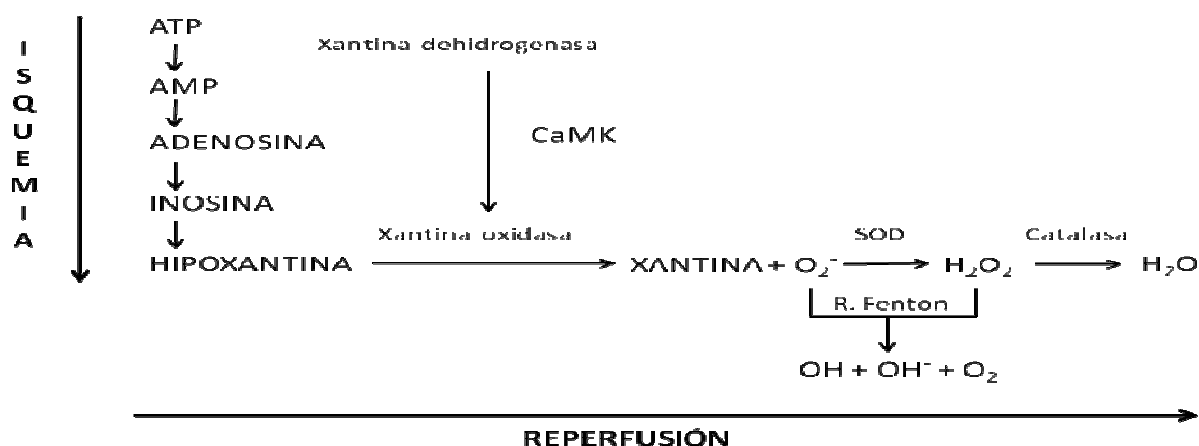 ISQUEMIA
ATP
Xantina dehidrogenasa
AMP
CaMK
ADENOSINA
INOSINA
Xantina oxidasa
SOD
Catalasa
HIPOXANTINA
XANTINA + O₂⁻
H₂O₂
H₂O
R. Fenton
OH + OH⁻ + O₂
REPERFUSIÓN